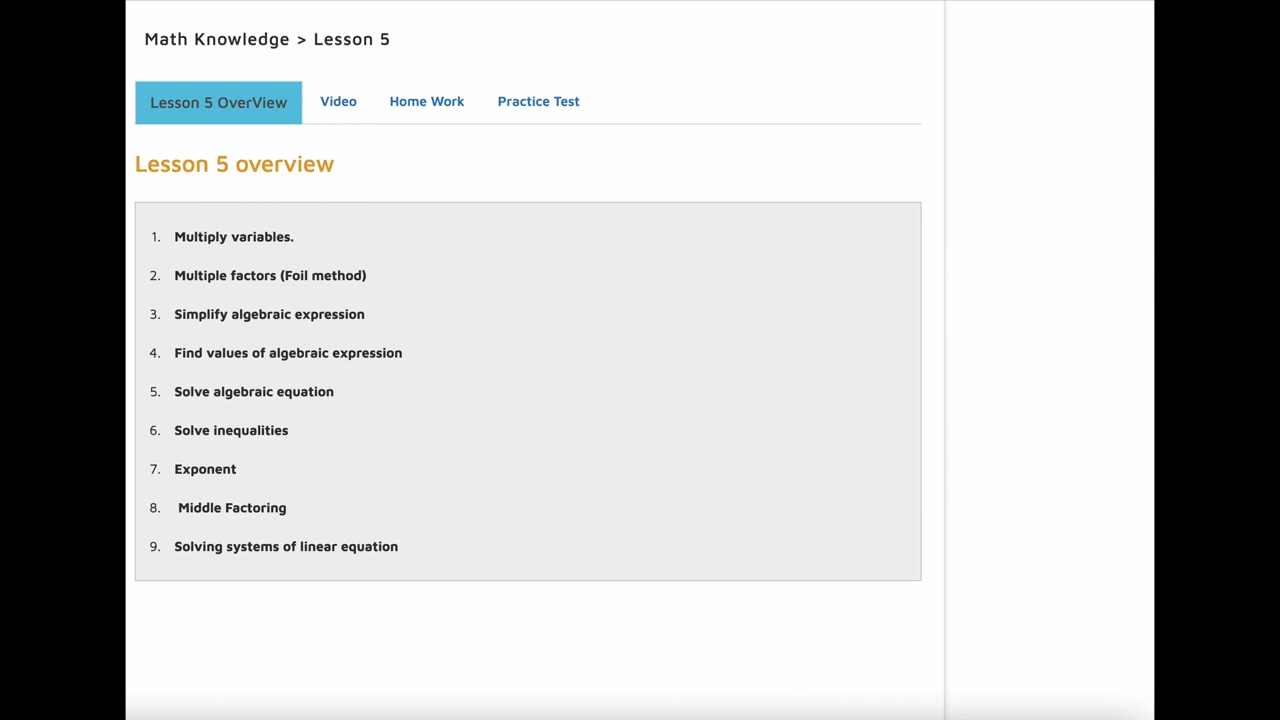 Math Knowledge > Lesson 5
Lesson 5 OverView Video Home Work Practice Test
Lesson 5 overview
1. Multiply variables.
2. Multiple factors (Foil method)
3. Simplify algebraic expression
4. Find values of algebraic expression
5. Solve algebraic equation
6. Solve inequalities
7. Exponent
8. Middle Factoring
9. Solving systems of linear equation